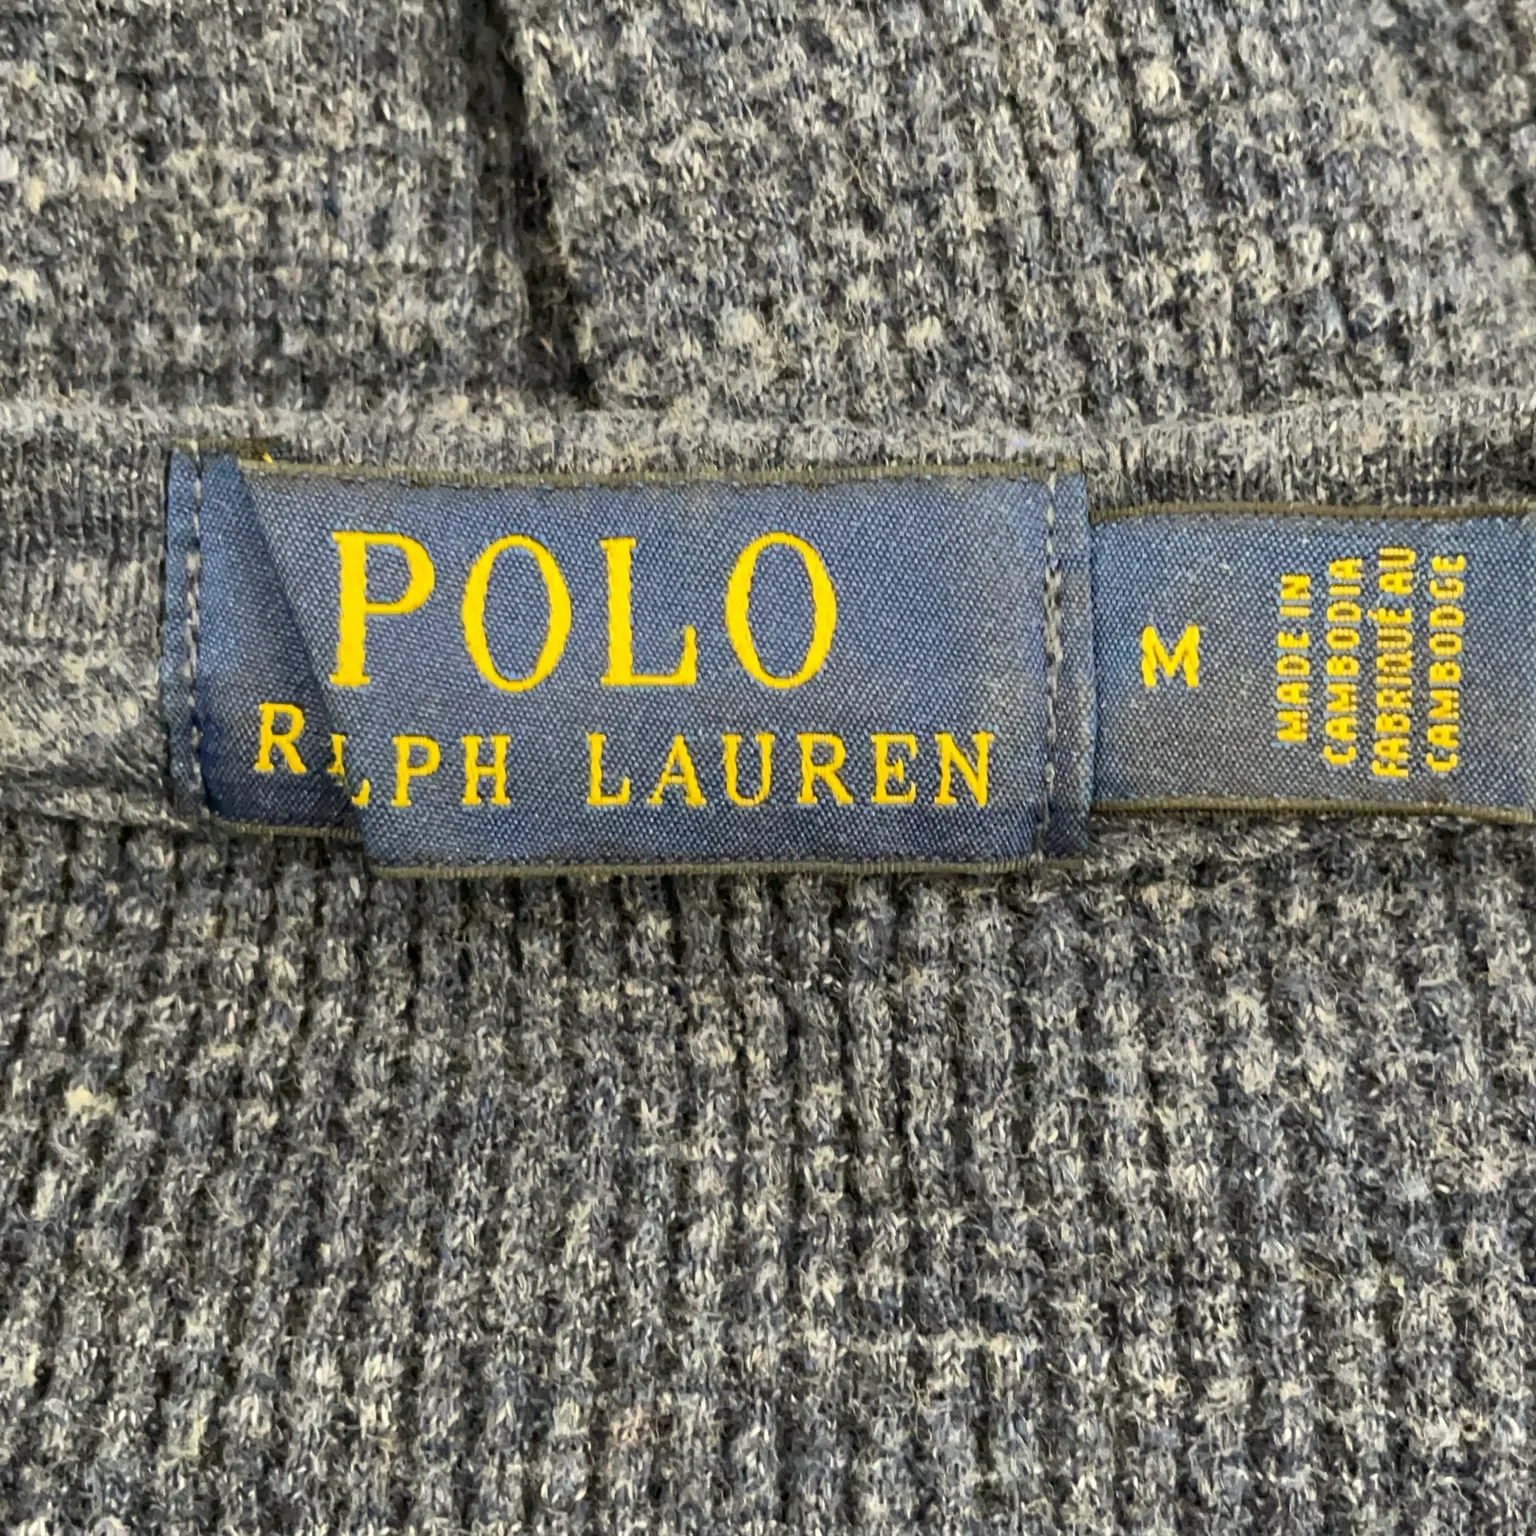 POLO
RALPH LAUREN
M
MADE IN
CAMBODIA
FABRIQUÉ AU
CAMBODGE